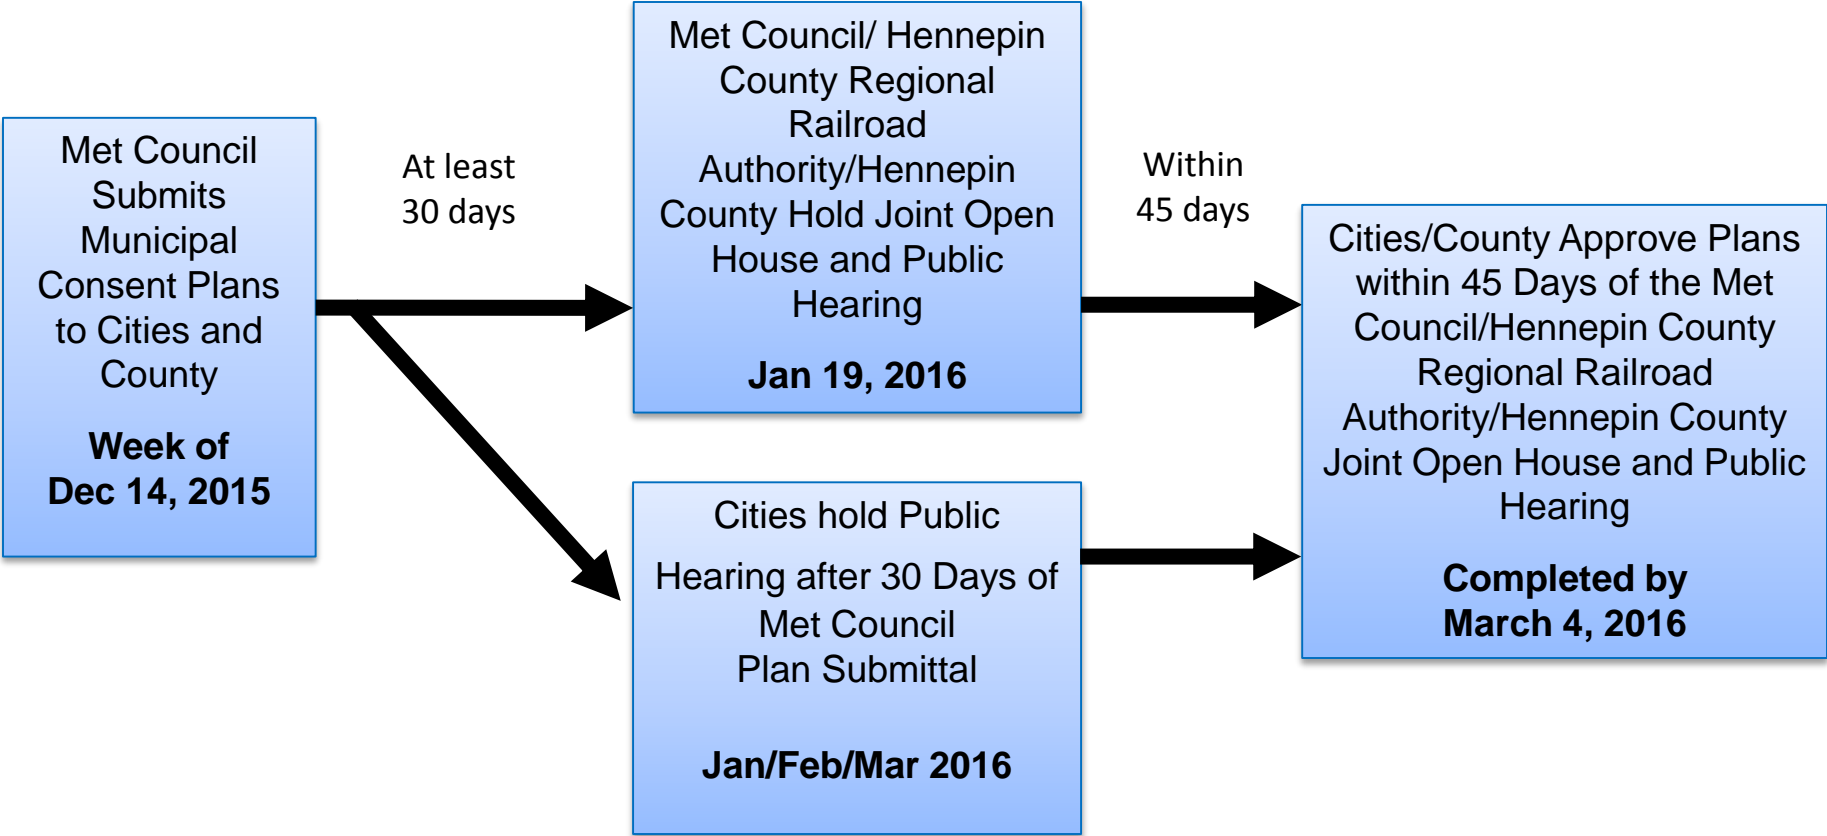 Met Council
Submits
Municipal
Consent Plans
to Cities and
County
Week of
Dec 14, 2015
At least
30 days
Met Council/ Hennepin
County Regional
Railroad
Authority/Hennepin
County Hold Joint Open
House and Public
Hearing
Jan 19, 2016
Cities hold Public
Hearing after 30 Days of
Met Council
Plan Submittal
Jan/Feb/Mar 2016
Within
45 days
Cities/County Approve Plans
within 45 Days of the Met
Council/Hennepin County
Regional Railroad
Authority/Hennepin County
Joint Open House and Public
Hearing
Completed by
March 4, 2016